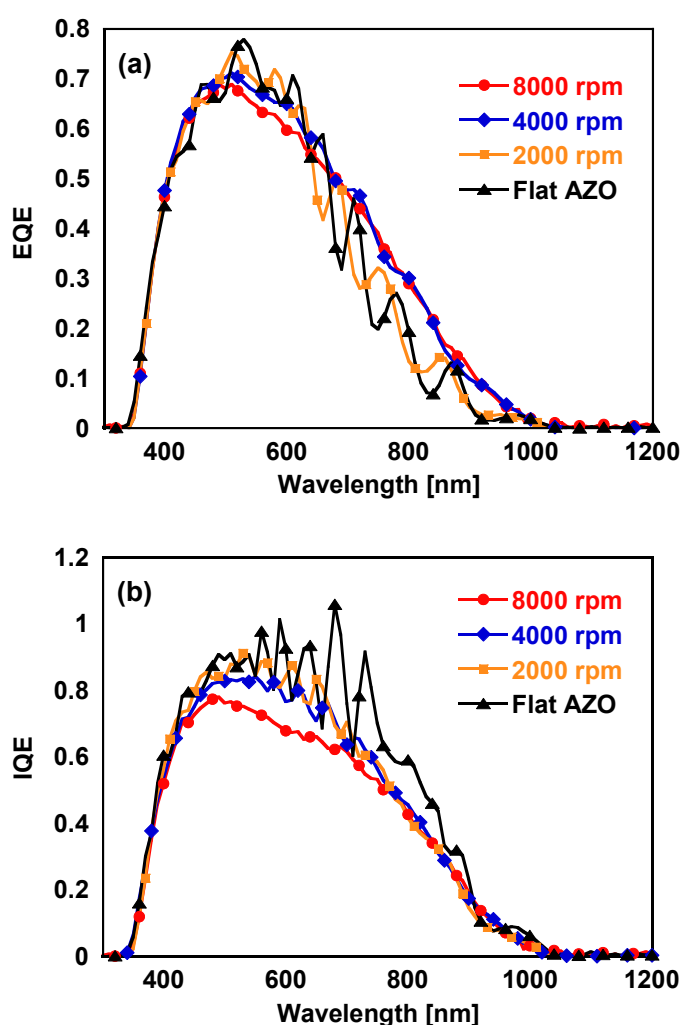 0.8
(a)
0.7
8000 rpm
0.6
4000 rpm
2000 rpm
0.5
Flat AZO
EQE
0.4
0.3
0.2
0.1
0
400 600 800 1000 1200
Wavelength [nm]
1.2
(b)
8000 rpm
1
4000 rpm
2000 rpm
0.8
Flat AZO
IQE
0.6
0.4
0.2
0
400 600 800 1000 1200
Wavelength [nm]